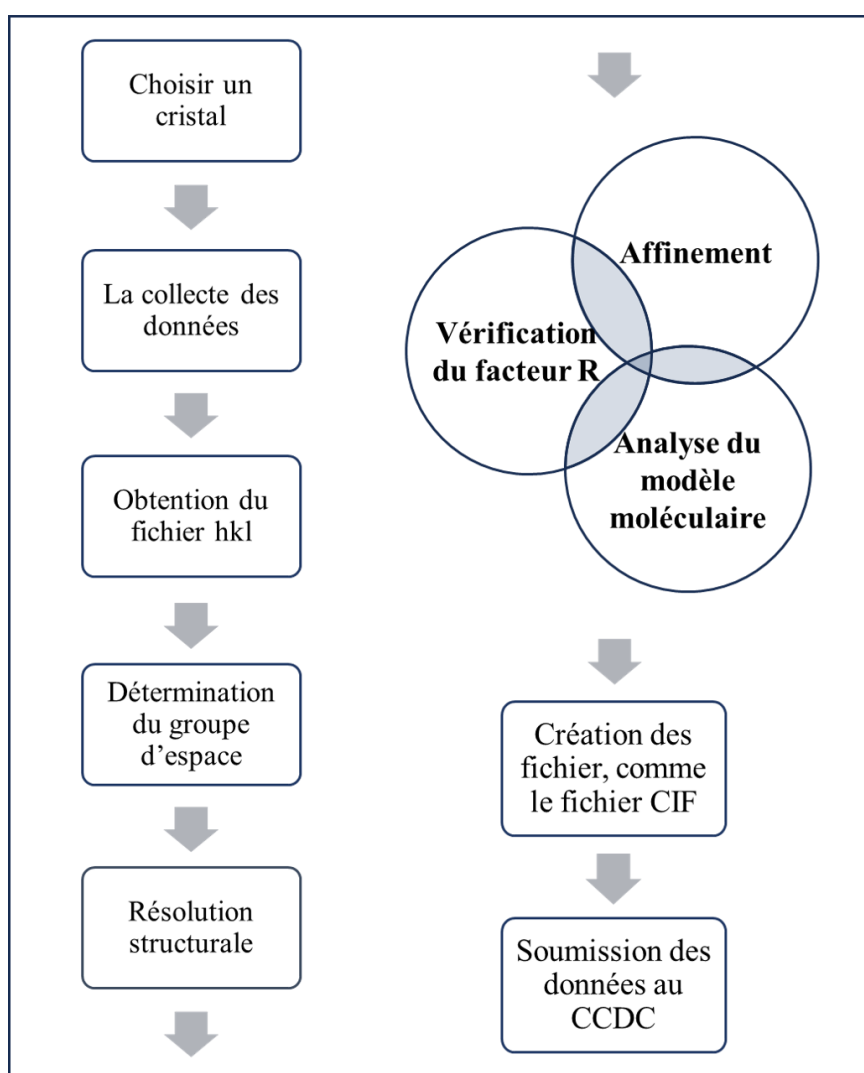 Choisir un
cristal
La collecte des
données
Obtention du
fichier hkl
Détermination
du groupe
d’espace
Résolution
structurale
Affinement
Vérification
du facteur R
Analyse du
modèle
moléculaire
Création des
fichier, comme
le fichier CIF
Soumission des
données au
CCDC